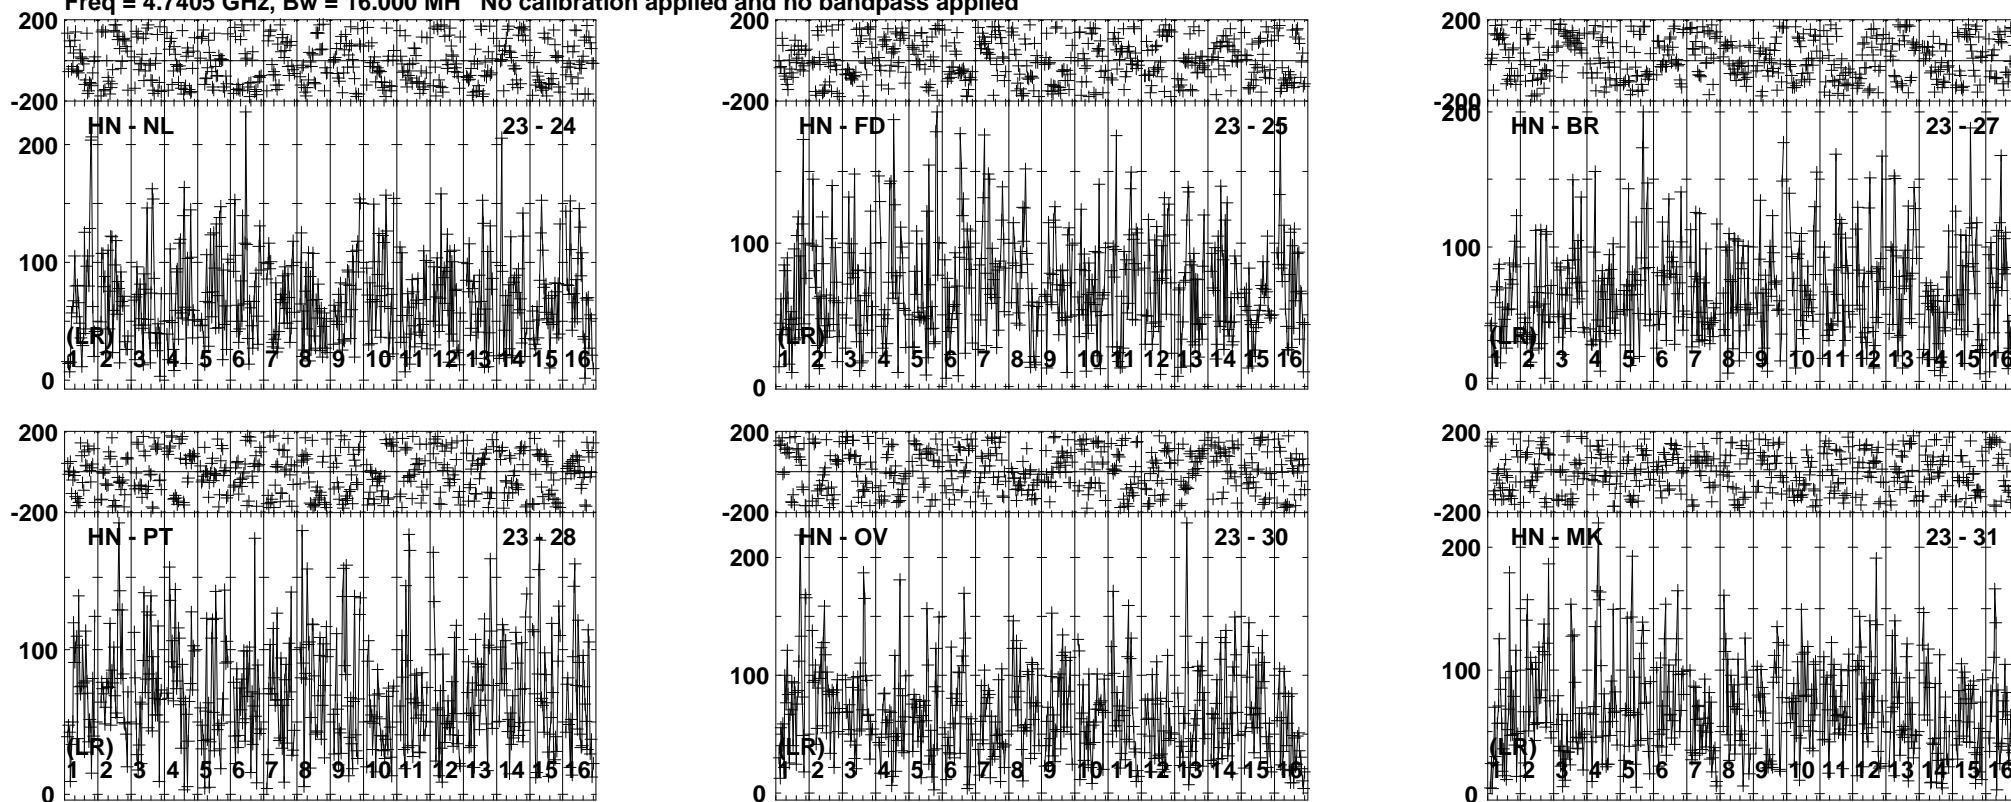 Freq = 4.7405 GHz, Bw = 16.000 MH No calibration applied and no bandpass applied
200
-200
HN - NL 23 - 24
200
100
0
(LR)
1 2 3 4 5 6 7 8 9 10 11 12 13 14 15 16
200
-200
HN - FD 23 - 25
100
0
(LR)
1 2 3 4 5 6 7 8 9 10 11 12 13 14 15 16
200
-200
200
HN - BR 23 - 27
100
0
(LR)
1 2 3 4 5 6 7 8 9 10 11 12 13 14 15 16
200
-200
HN - PT 23 - 28
100
0
(LR)
1 2 3 4 5 6 7 8 9 10 11 12 13 14 15 16
200
-200
HN - OV 23 - 30
200
100
0
(LR)
1 2 3 4 5 6 7 8 9 10 11 12 13 14 15 16
200
-200
HN - MK 23 - 31
200
100
0
(LR)
1 2 3 4 5 6 7 8 9 10 11 12 13 14 15 16